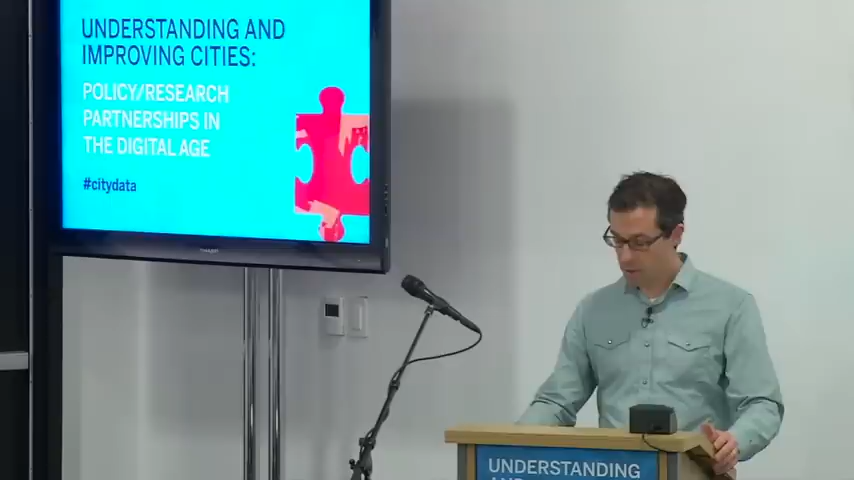 UNDERSTANDING AND
IMPROVING CITIES:
POLICY/RESEARCH
PARTNERSHIPS IN
THE DIGITAL AGE
#citydata
UNDERSTANDING